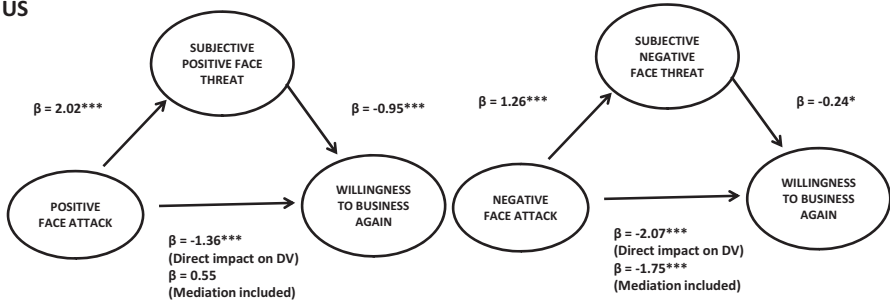 US
SUBJECTIVE
POSITIVE FACE
THREAT
β = 2.02***
β = -0.95***
POSITIVE
FACE ATTACK
WILLINGNESS
TO BUSINESS
AGAIN
β = -1.36***
(Direct impact on DV)
β = 0.55
(Mediation included)
SUBJECTIVE
NEGATIVE
FACE THREAT
β = 1.26***
β = -0.24*
NEGATIVE
FACE ATTACK
WILLINGNESS
TO BUSINESS
AGAIN
β = -2.07***
(Direct impact on DV)
β = -1.75***
(Mediation included)